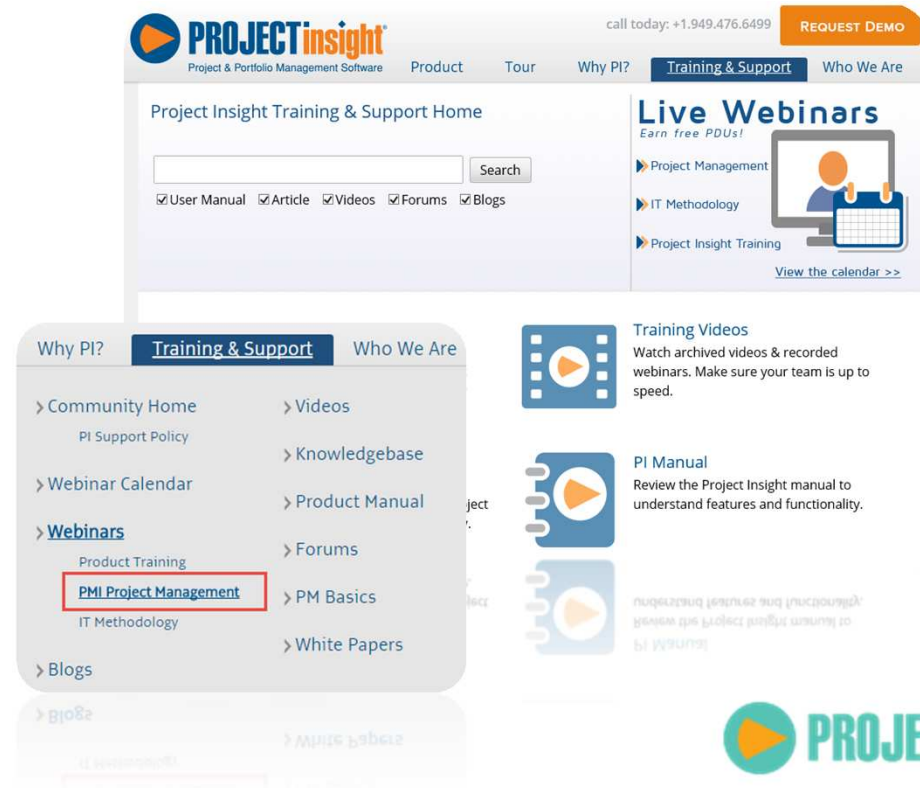 PROJECTinsight®
Project & Portfolio Management Software
call today: +1.949.476.6499
REQUEST DEMO
Product Tour Why PI? Training & Support Who We Are
Project Insight Training & Support Home
Search
User Manual Article Videos Forums Blogs
Live Webinars
Earn free PDUs!
Project Management
IT Methodology
Project Insight Training
View the calendar >>
Why PI? Training & Support Who We Are
Community Home
PI Support Policy
Webinar Calendar
Webinars
Product Training
PMI Project Management
IT Methodology
Blogs
Videos
Knowledgebase
Product Manual
Forums
PM Basics
White Papers
Training Videos
Watch archived videos & recorded
webinars. Make sure your team is up to
speed.
PI Manual
Review the Project Insight manual to
understand features and functionality.
PROJE